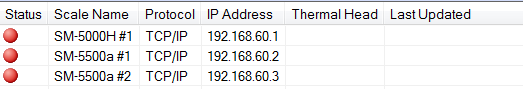 Status Scale Name Protocol IP Address Thermal Head Last Updated
SM-5000H #1 TCP/IP 192.168.60.1
SM-5500a #1 TCP/IP 192.168.60.2
SM-5500a #2 TCP/IP 192.168.60.3